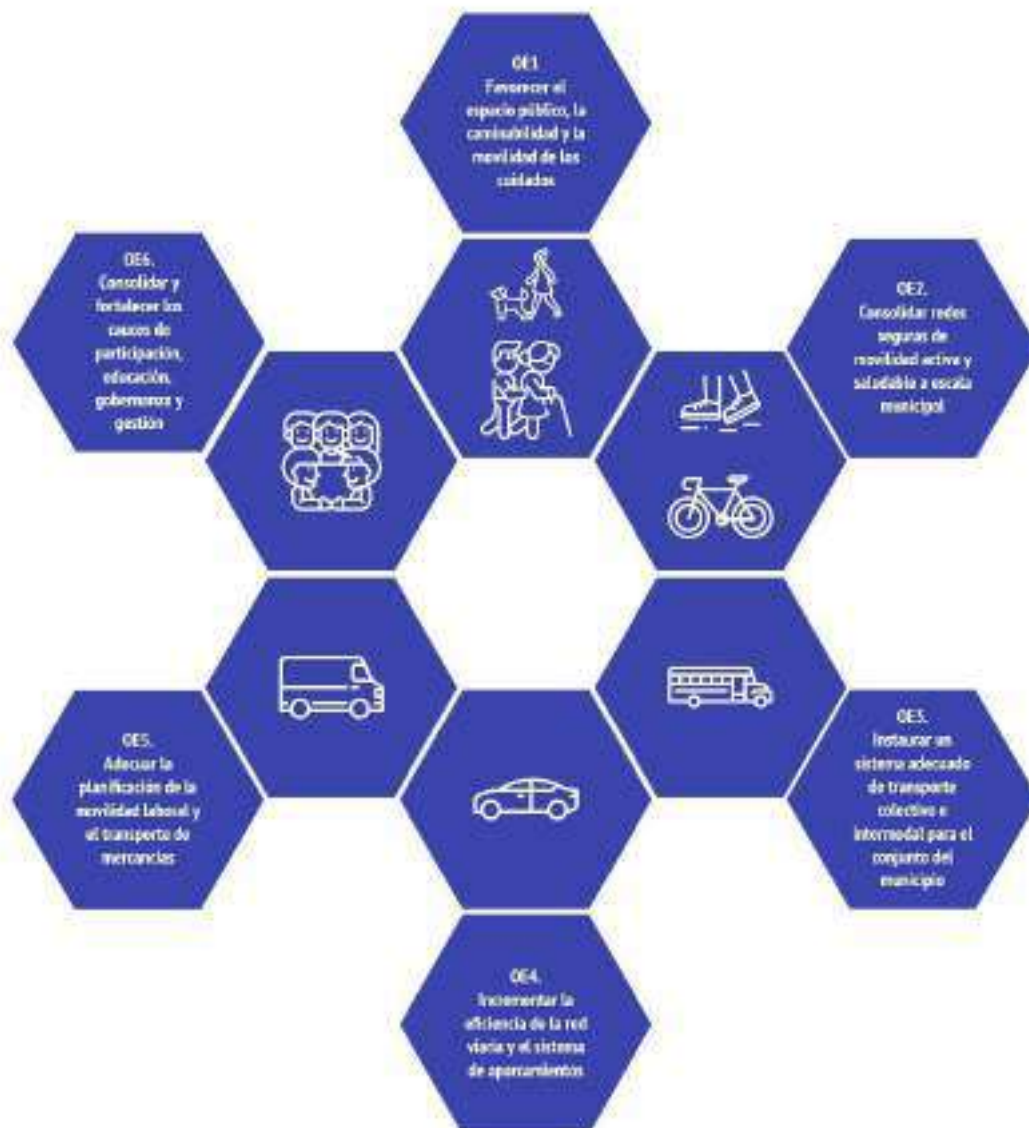 OE1
Favorecer el
espacio público, la
caminabilidad y la
movilidad de los
cuidados
OE6.
Consolidar y
fortalecer los
cauces de
participación,
educación,
gobernanza y
gestión
OE2.
Consolidar redes
seguras de
movilidad activa y
saludable a escala
municipal
OE5.
Adecuar la
planificación de la
movilidad laboral y
el transporte de
mercancías
OE3.
Instaurar un
sistema adecuado
de transporte
colectivo e
intermodal para el
conjunto del
municipio
OE4.
Incrementar la
eficiencia de la red
viaria y el sistema
de aparcamientos